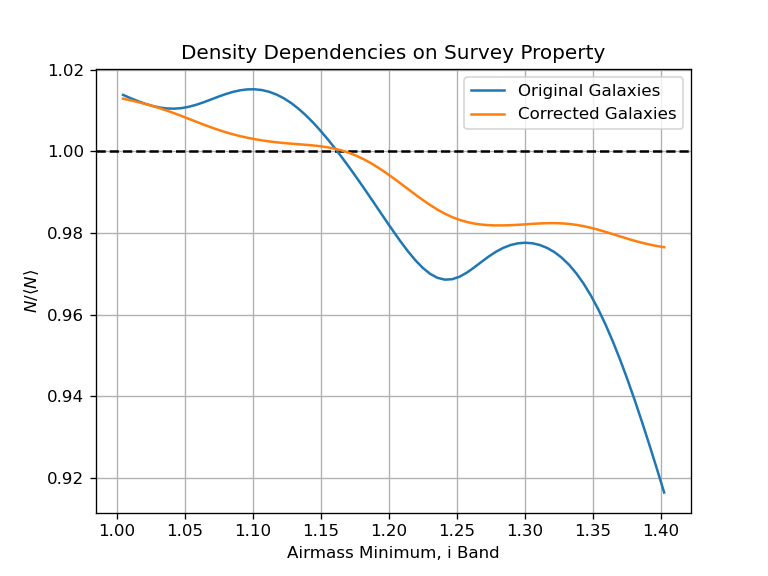 Density Dependencies on Survey Property
Original Galaxies
Corrected Galaxies
1.02
1.00
0.98
0.96
0.94
0.92
N/⟨N⟩
1.00 1.05 1.10 1.15 1.20 1.25 1.30 1.35 1.40
Airmass Minimum, i Band